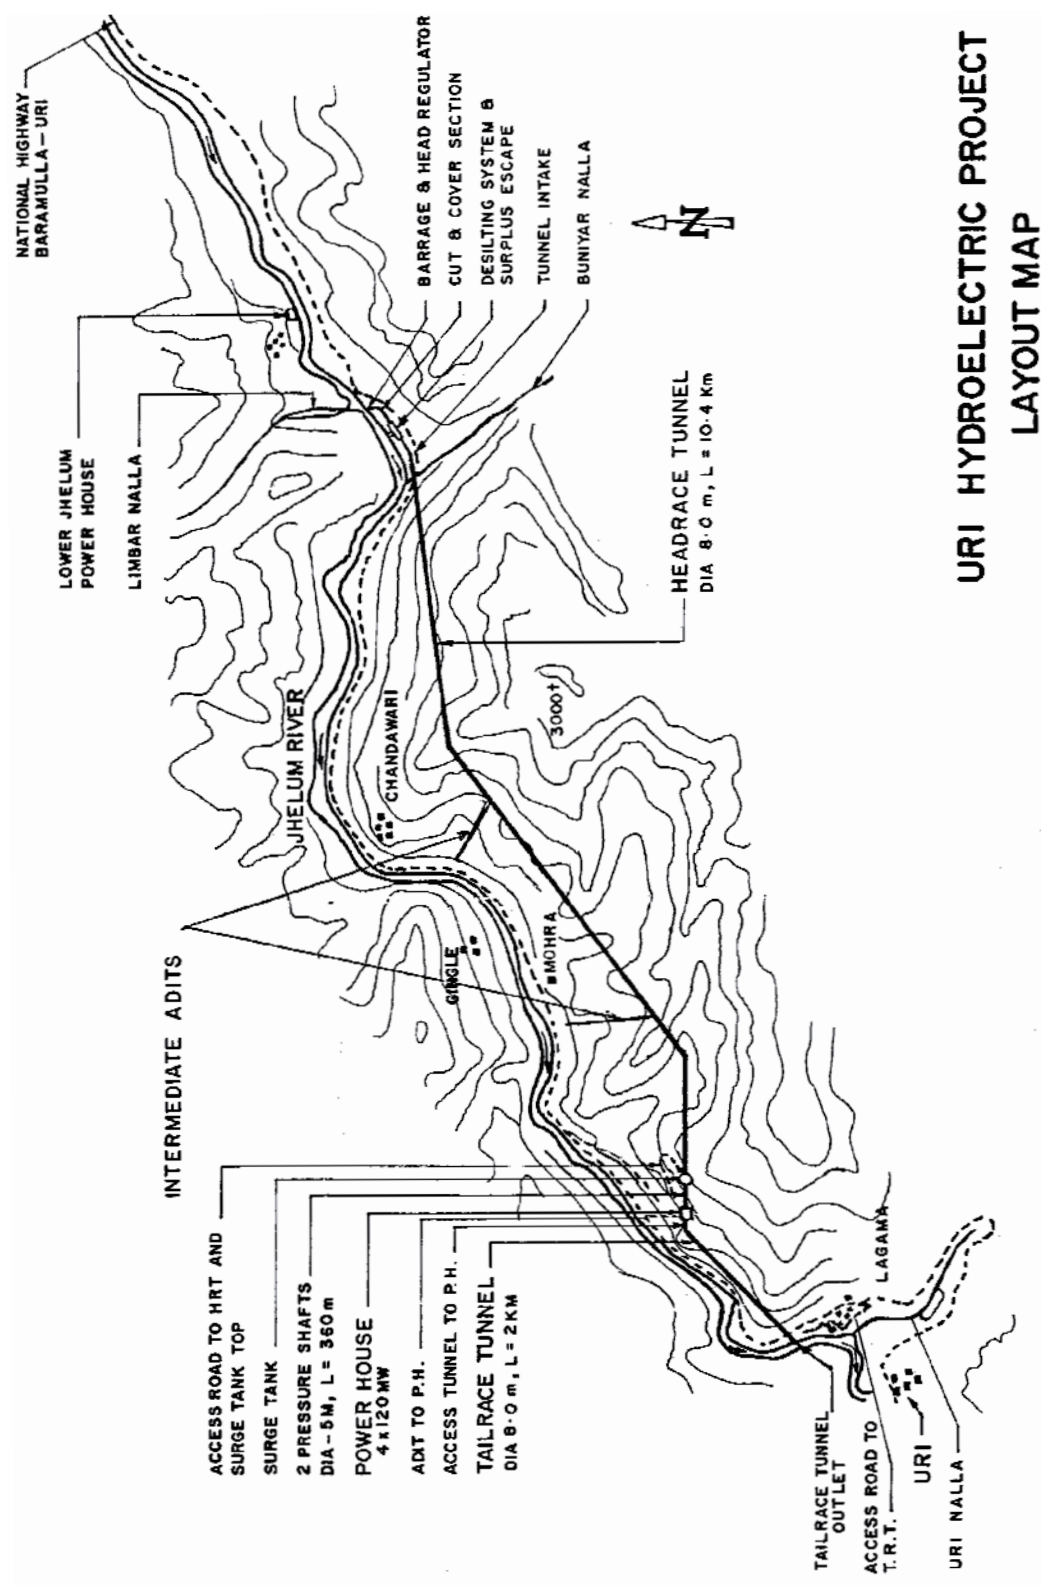 NATIONAL HIGHWAY
BARAMULLA-URI
LOWER JHELUM
POWER HOUSE
LIMBAR NALLA
BARRAGE & HEAD REGULATOR
CUT & COVER SECTION
DESILTING SYSTEM &
SURPLUS ESCAPE
TUNNEL INTAKE
BUNIYAR NALLA
N
HEADRACE TUNNEL
DIA 8.0 m, L = 10.4 Km
JHELUM RIVER
CHANDAWARI
3000+
INTERMEDIATE ADITS
GINGLE
MOHRA
ACCESS ROAD TO HRT AND
SURGE TANK TOP
SURGE TANK
2 PRESSURE SHAFTS
DIA-5M, L = 360m
POWER HOUSE
4 x 120 MW
ADIT TO P.H.
ACCESS TUNNEL TO P.H.
TAILRACE TUNNEL
DIA 8.0 m, L = 2KM
LAGAMA
TAILRACE TUNNEL
OUTLET
ACCESS ROAD TO
T.R.T.
URI
URI NALLA
URI HYDROELECTRIC PROJECT
LAYOUT MAP